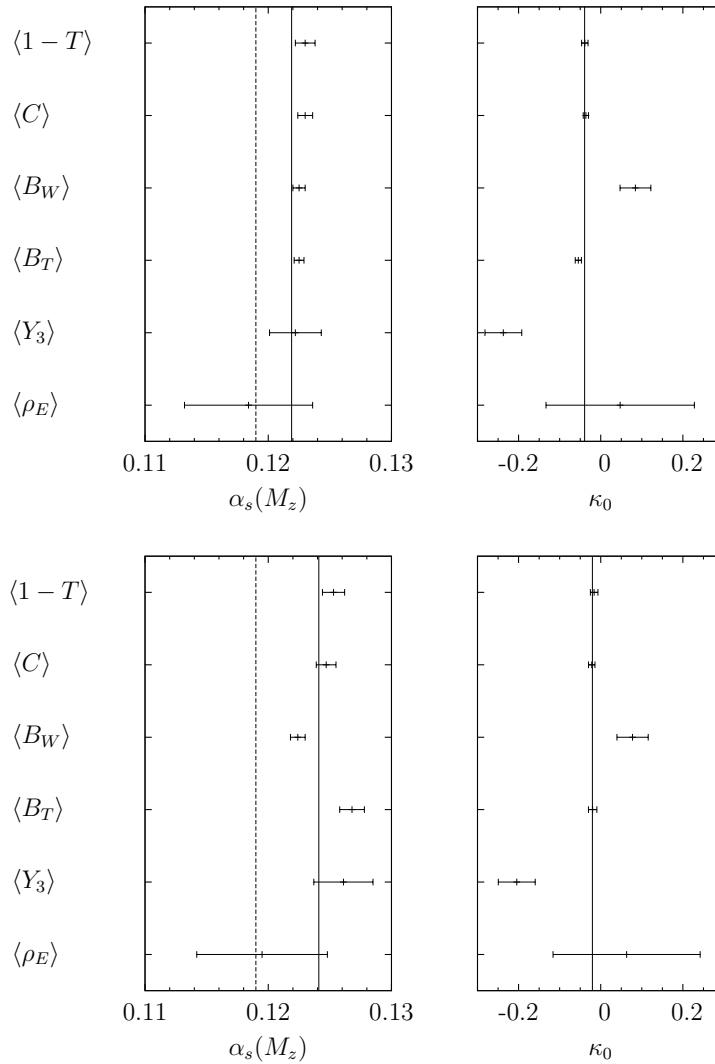 ⟨1 − T⟩
⟨C⟩
⟨B_W⟩
⟨B_T⟩
⟨Y_3⟩
⟨ρ_E⟩
0.11 0.12 0.13 -0.2 0 0.2
α_s(M_z) κ_0
⟨1 − T⟩
⟨C⟩
⟨B_W⟩
⟨B_T⟩
⟨Y_3⟩
⟨ρ_E⟩
0.11 0.12 0.13 -0.2 0 0.2
α_s(M_z) κ_0